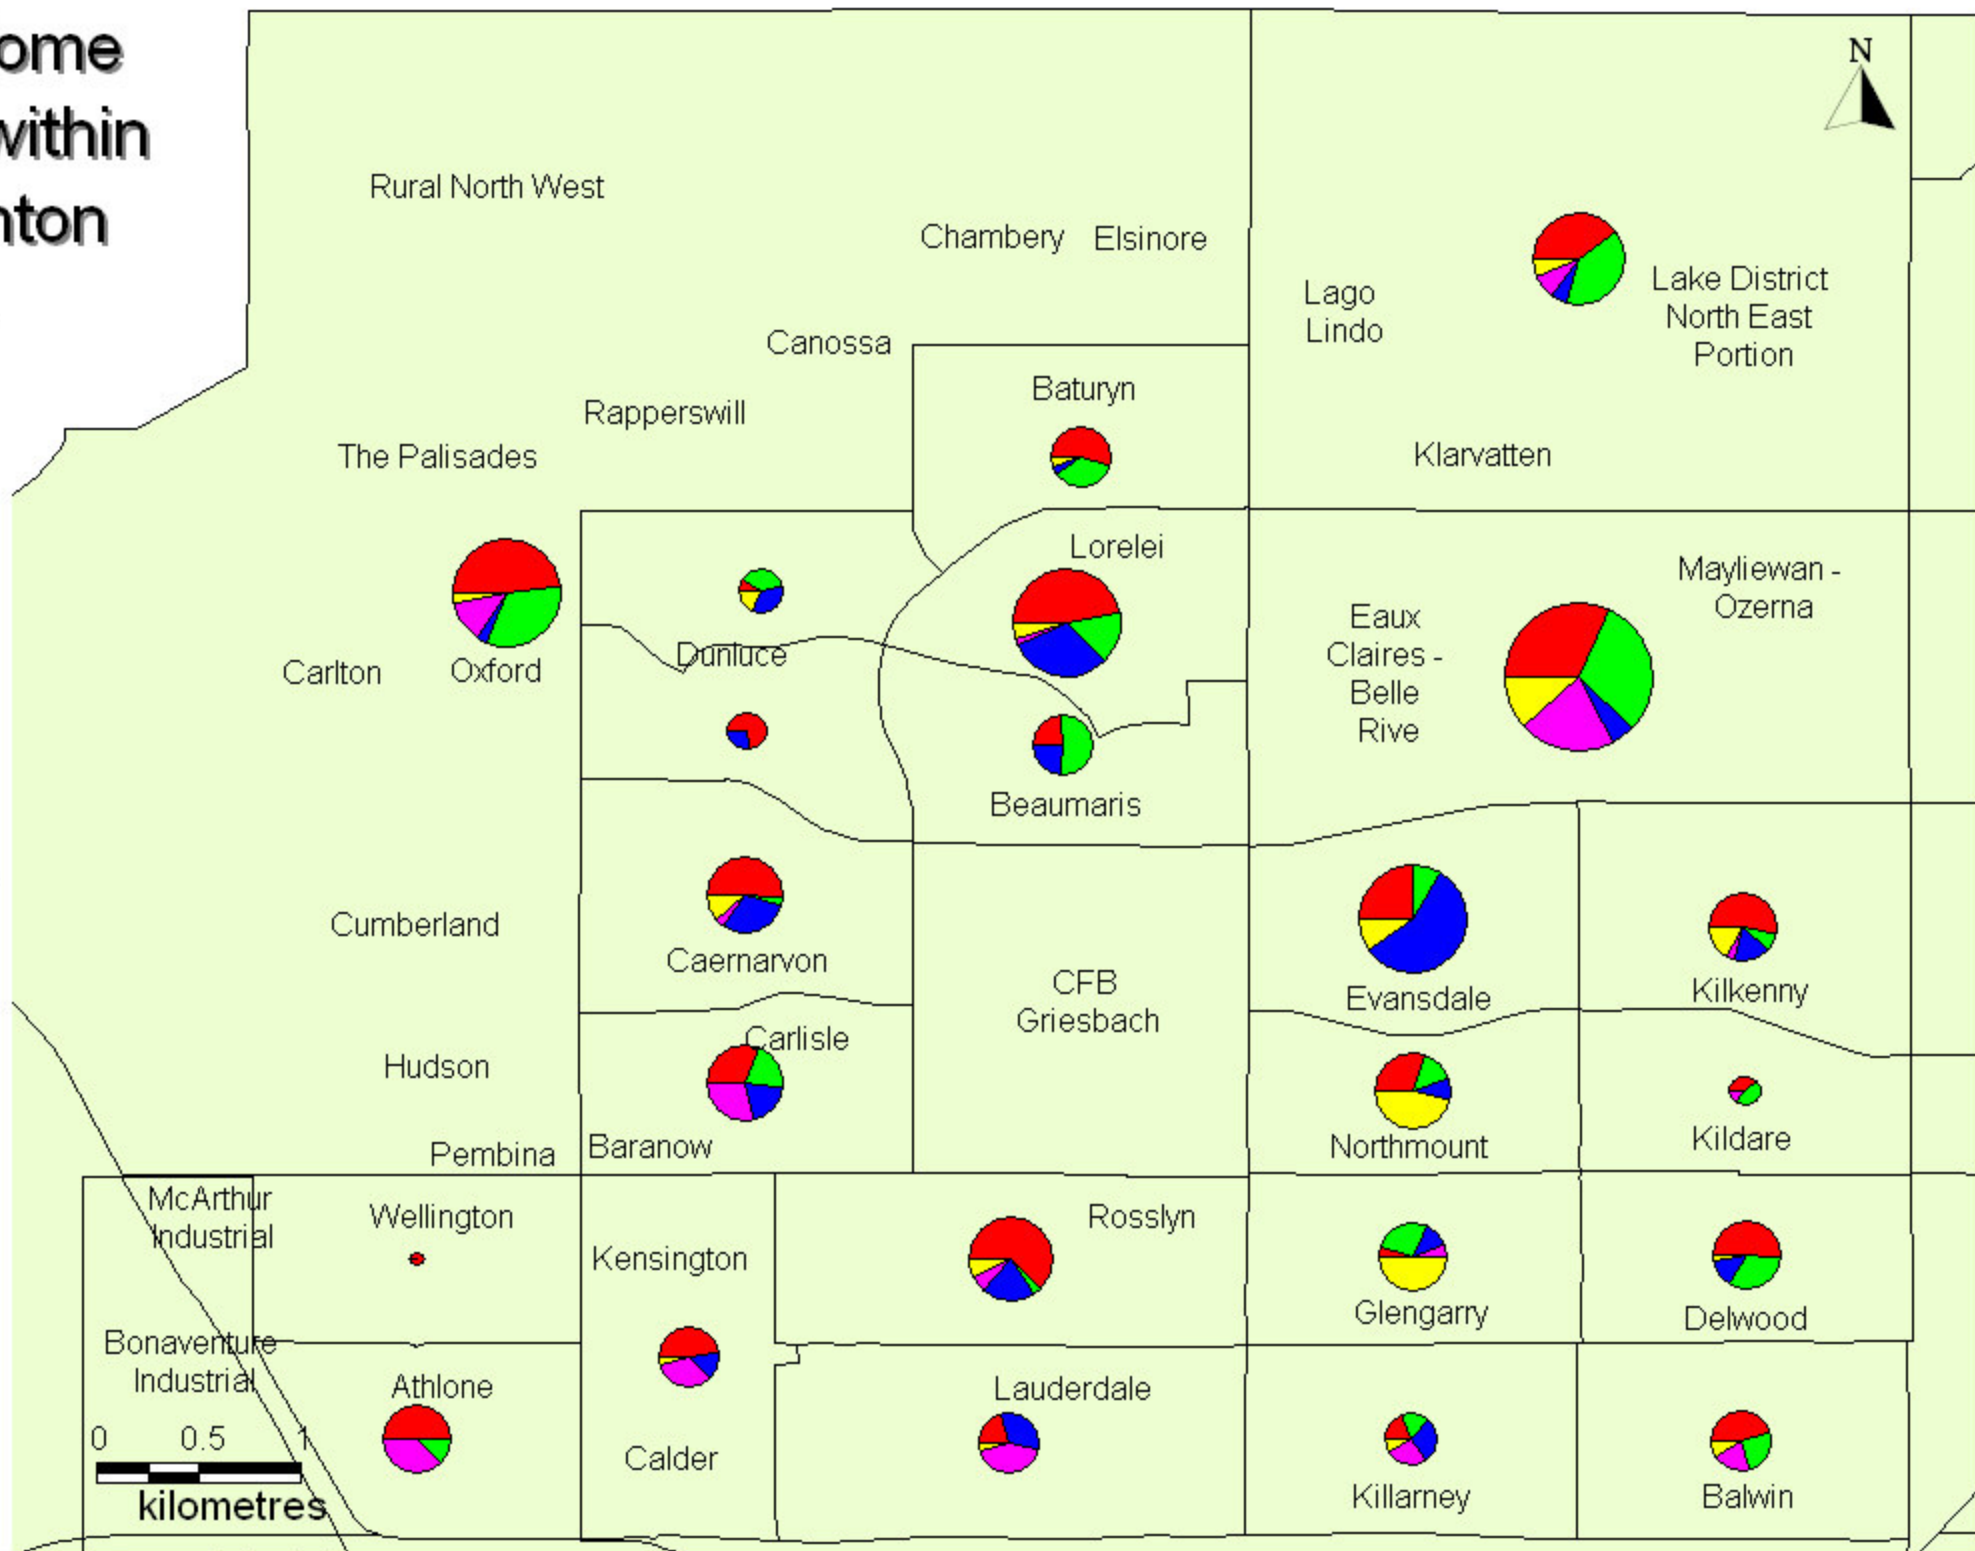 ome
within
nton
N
Rural North West
Chambery
Elsinore
Lago
Lindo
Lake District
North East
Portion
Canossa
Baturyn
Rapperswill
The Palisades
Klarvatten
Lorelei
Mayliewan -
Ozerna
Eaux
Claires -
Belle
Rive
Dunluce
Carlton
Oxford
Beaumaris
Cumberland
Caernarvon
CFB
Griesbach
Evansdale
Kilkenny
Carlisle
Hudson
Pembina
Baranow
Northmount
Kildare
McArthur
Industrial
Wellington
Kensington
Rosslyn
Glengarry
Delwood
Bonaventure
Industrial
Athlone
Lauderdale
0 0.5 1
kilometres
Calder
Killarney
Balwin